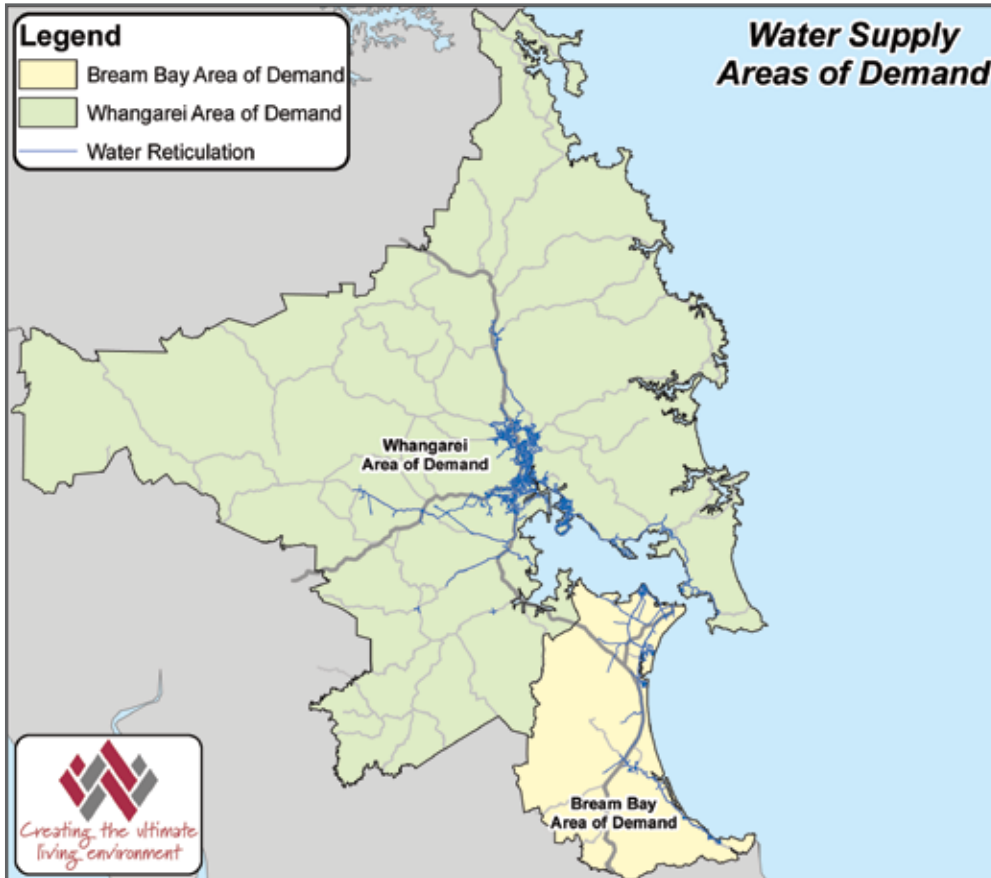 Legend
Bream Bay Area of Demand
Whangarei Area of Demand
Water Reticulation
Water Supply
Areas of Demand
Whangarei
Area of Demand
Bream Bay
Area of Demand
Creating the ultimate
living environment